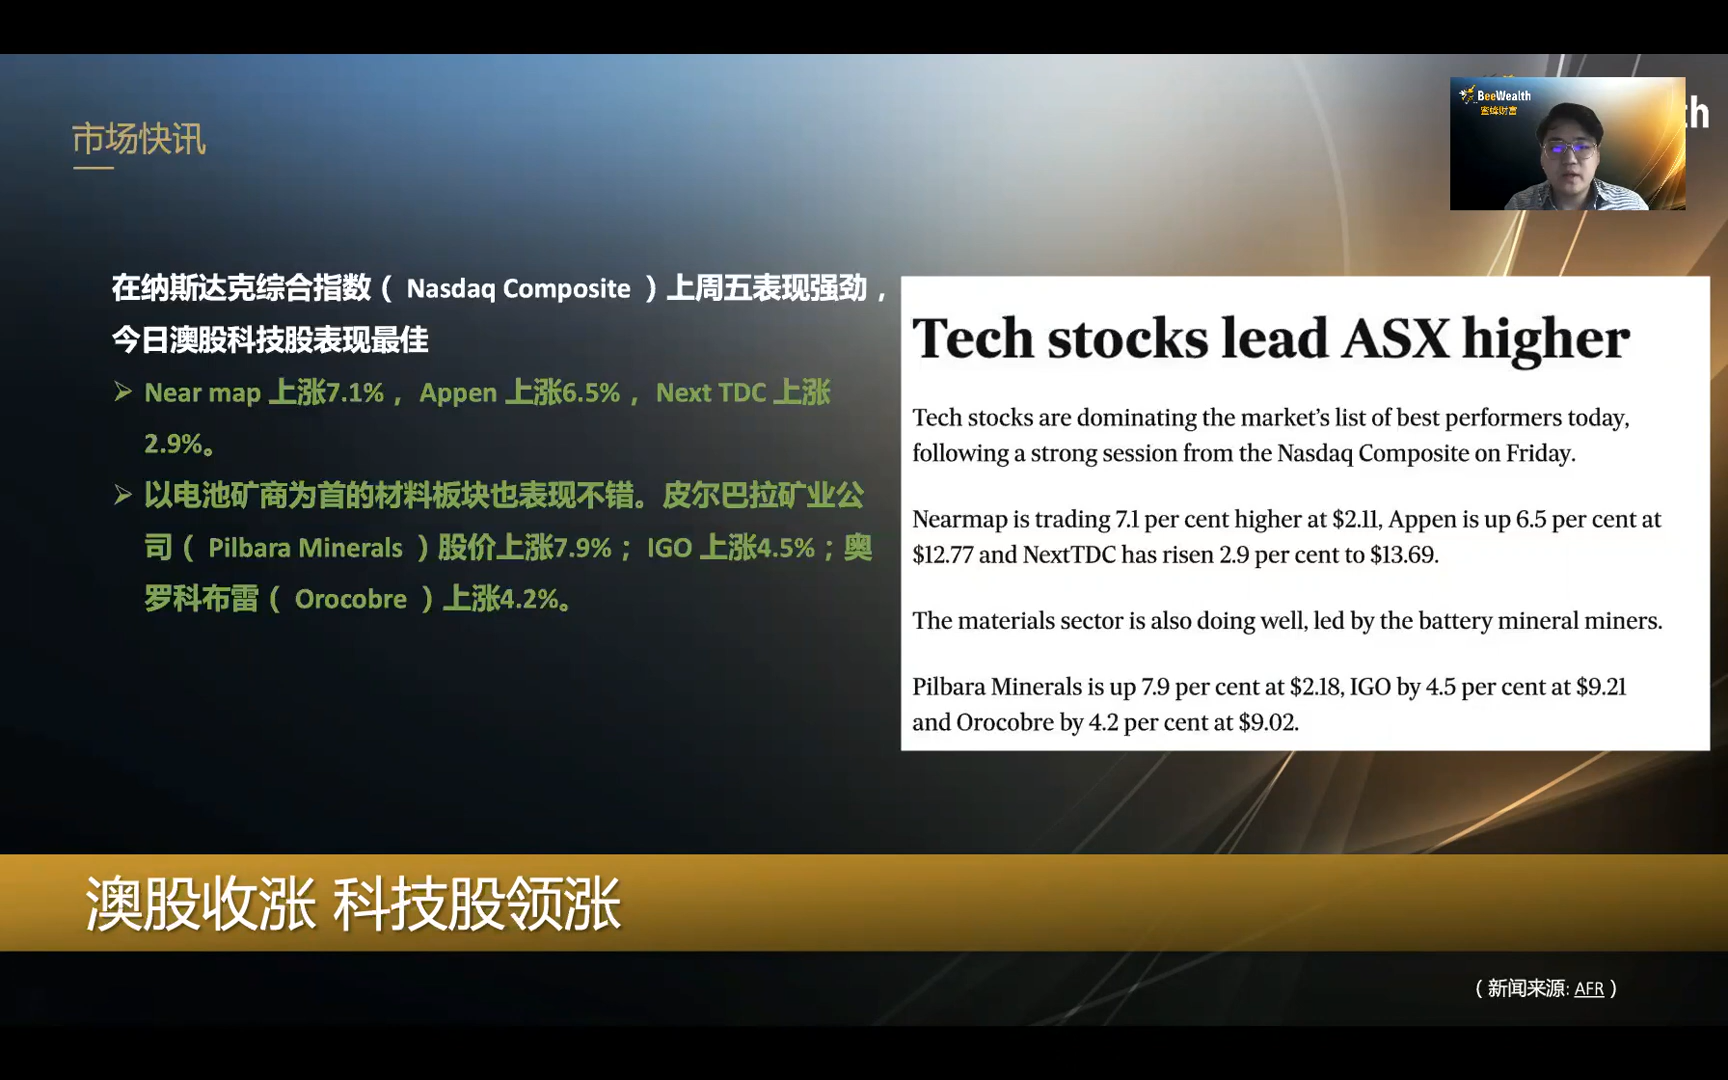 市场快讯
BeeWealth
蜜蜂财富
th
在纳斯达克综合指数（ Nasdaq Composite ）上周五表现强劲，
今日澳股科技股表现最佳
➢ Near map 上涨7.1%， Appen 上涨6.5%， Next TDC 上涨
2.9%。
➢ 以电池矿商为首的材料板块也表现不错。皮尔巴拉矿业公
司（ Pilbara Minerals ）股价上涨7.9%； IGO 上涨4.5%；奥
罗科布雷（ Orocobre ）上涨4.2%。
Tech stocks lead ASX higher
Tech stocks are dominating the market’s list of best performers today,
following a strong session from the Nasdaq Composite on Friday.
Nearmap is trading 7.1 per cent higher at $2.11, Appen is up 6.5 per cent at
$12.77 and NextTDC has risen 2.9 per cent to $13.69.
The materials sector is also doing well, led by the battery mineral miners.
Pilbara Minerals is up 7.9 per cent at $2.18, IGO by 4.5 per cent at $9.21
and Orocobre by 4.2 per cent at $9.02.
澳股收涨 科技股领涨
（新闻来源: AFR ）